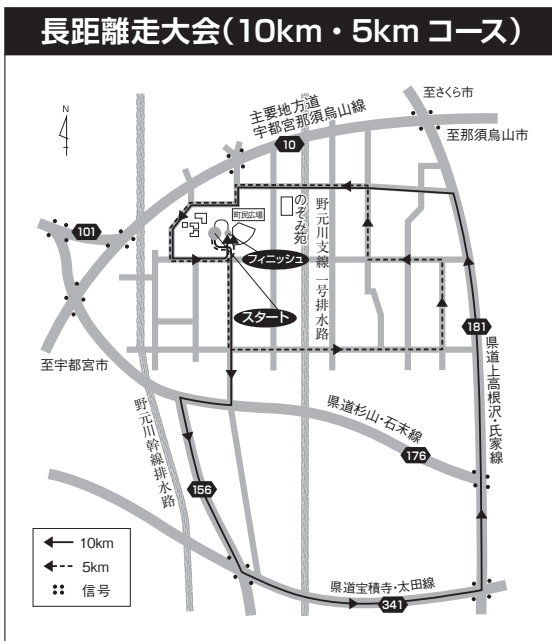 長距離走大会(10km・5kmコース)
至さくら市
主要地方道
宇都宮那須烏山線
至那須烏山市
N
10
町民広場
のぞみ苑
野元川支線一号排水路
101
フィニッシュ
スタート
181
県道上高根沢・氏家線
至宇都宮市
県道杉山・石末線
176
野元川幹線排水路
156
10km
5km
信号
県道宝積寺・太田線
341